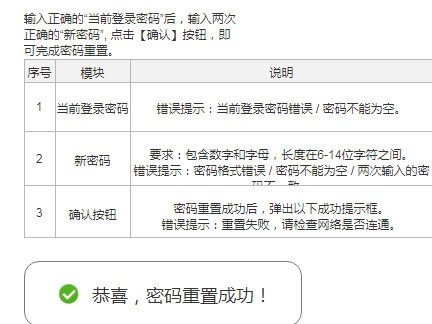 输入正确的“当前登录密码”后，输入两次
正确的“新密码”, 点击【确认】按钮，即
可完成密码重置。
序号 模块 说明
1 当前登录密码 错误提示：当前登录密码错误 / 密码不能为空。
2 新密码 要求：包含数字和字母，长度在6-14位字符之间。
错误提示：密码格式错误 / 密码不能为空 / 两次输入的密
码不一致
3 确认按钮 密码重置成功后，弹出以下成功提示框。
错误提示：重置失败，请检查网络是否连通。
恭喜，密码重置成功！